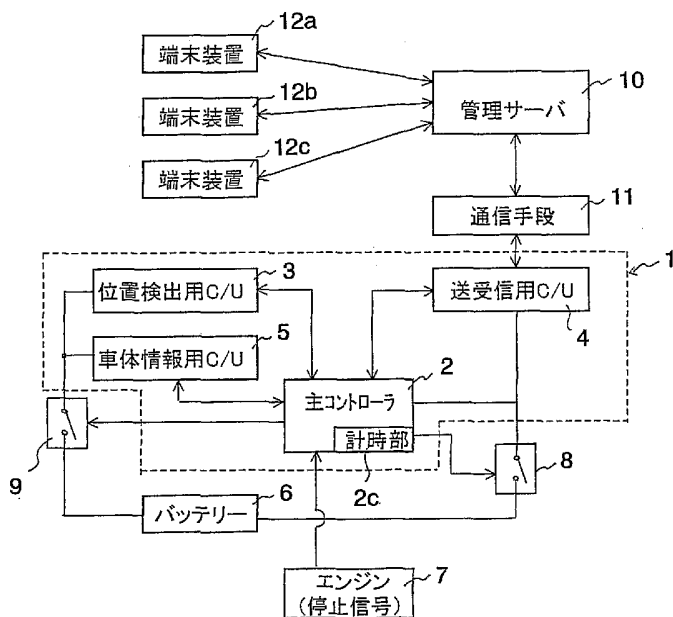 12a
端末装置
12b
端末装置
12c
端末装置
10
管理サーバ
11
通信手段
1
3
位置検出用C/U
送受信用C/U
4
5
車体情報用C/U
2
主コントローラ
計時部
2c
9
8
6
バッテリー
7
エンジン
(停止信号)